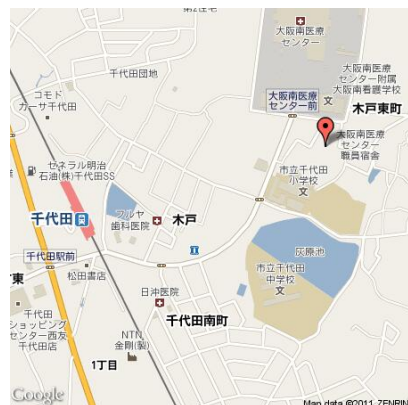 第2住宅
大阪南医療
センター
千代田団地
大阪南医療
センター附属
大阪南看護学校
コモド
カーサ千代田
大阪南医療
センター前
木戸東町
文
大阪南医療
センター
職員宿舎
セネラル明治
石油(株)千代田SS
市立千代田
小学校
文
千代田
フルヤ
歯科医院
木戸
千代田駅前
灰原池
松田書店
市立千代田
中学校
文
日沖医院
千代田南町
千代田
ショッピング
センター西友
千代田店
NTN
金剛(製)
1丁目
Google
Map data ©2011 ZENRIN